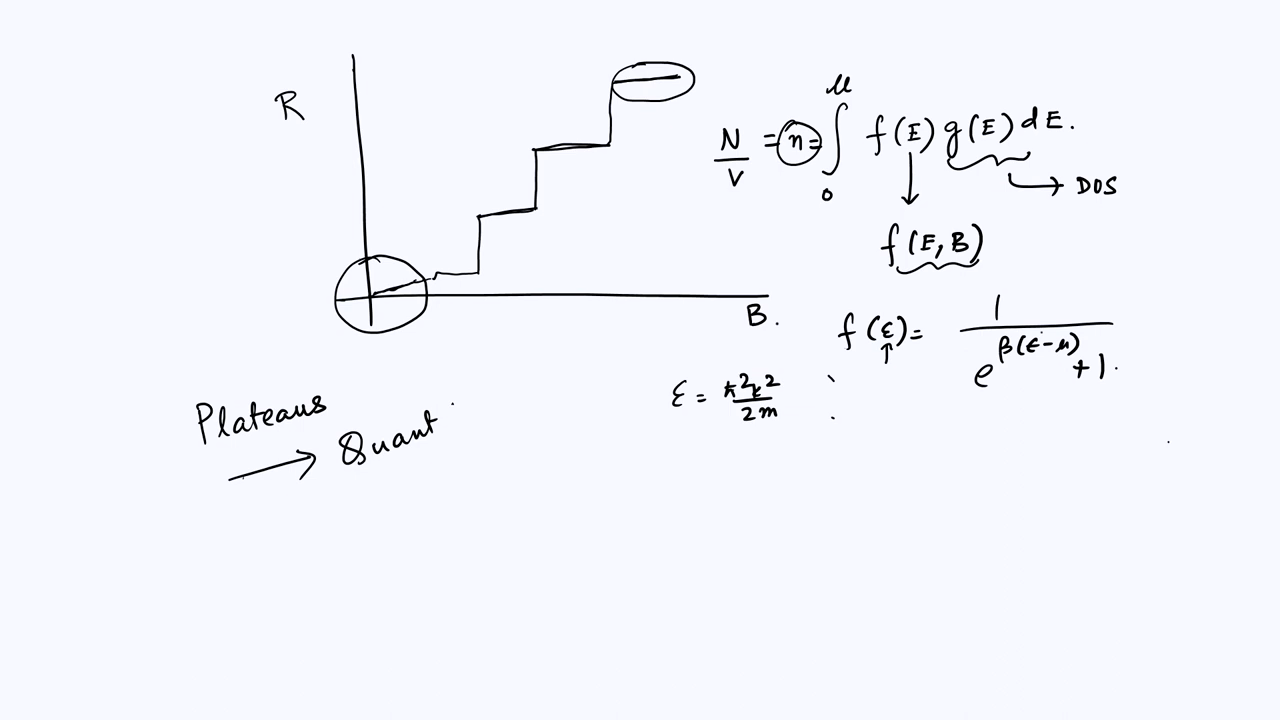 R
B.
N/V = n = ∫₀^μ f(E) g(E) dE.
→ DOS
f(E, B)
f(ε) = 1/(e^{β(ε-μ)} + 1).
ε = ħ²k²/2m
Plateaus
→ Quant